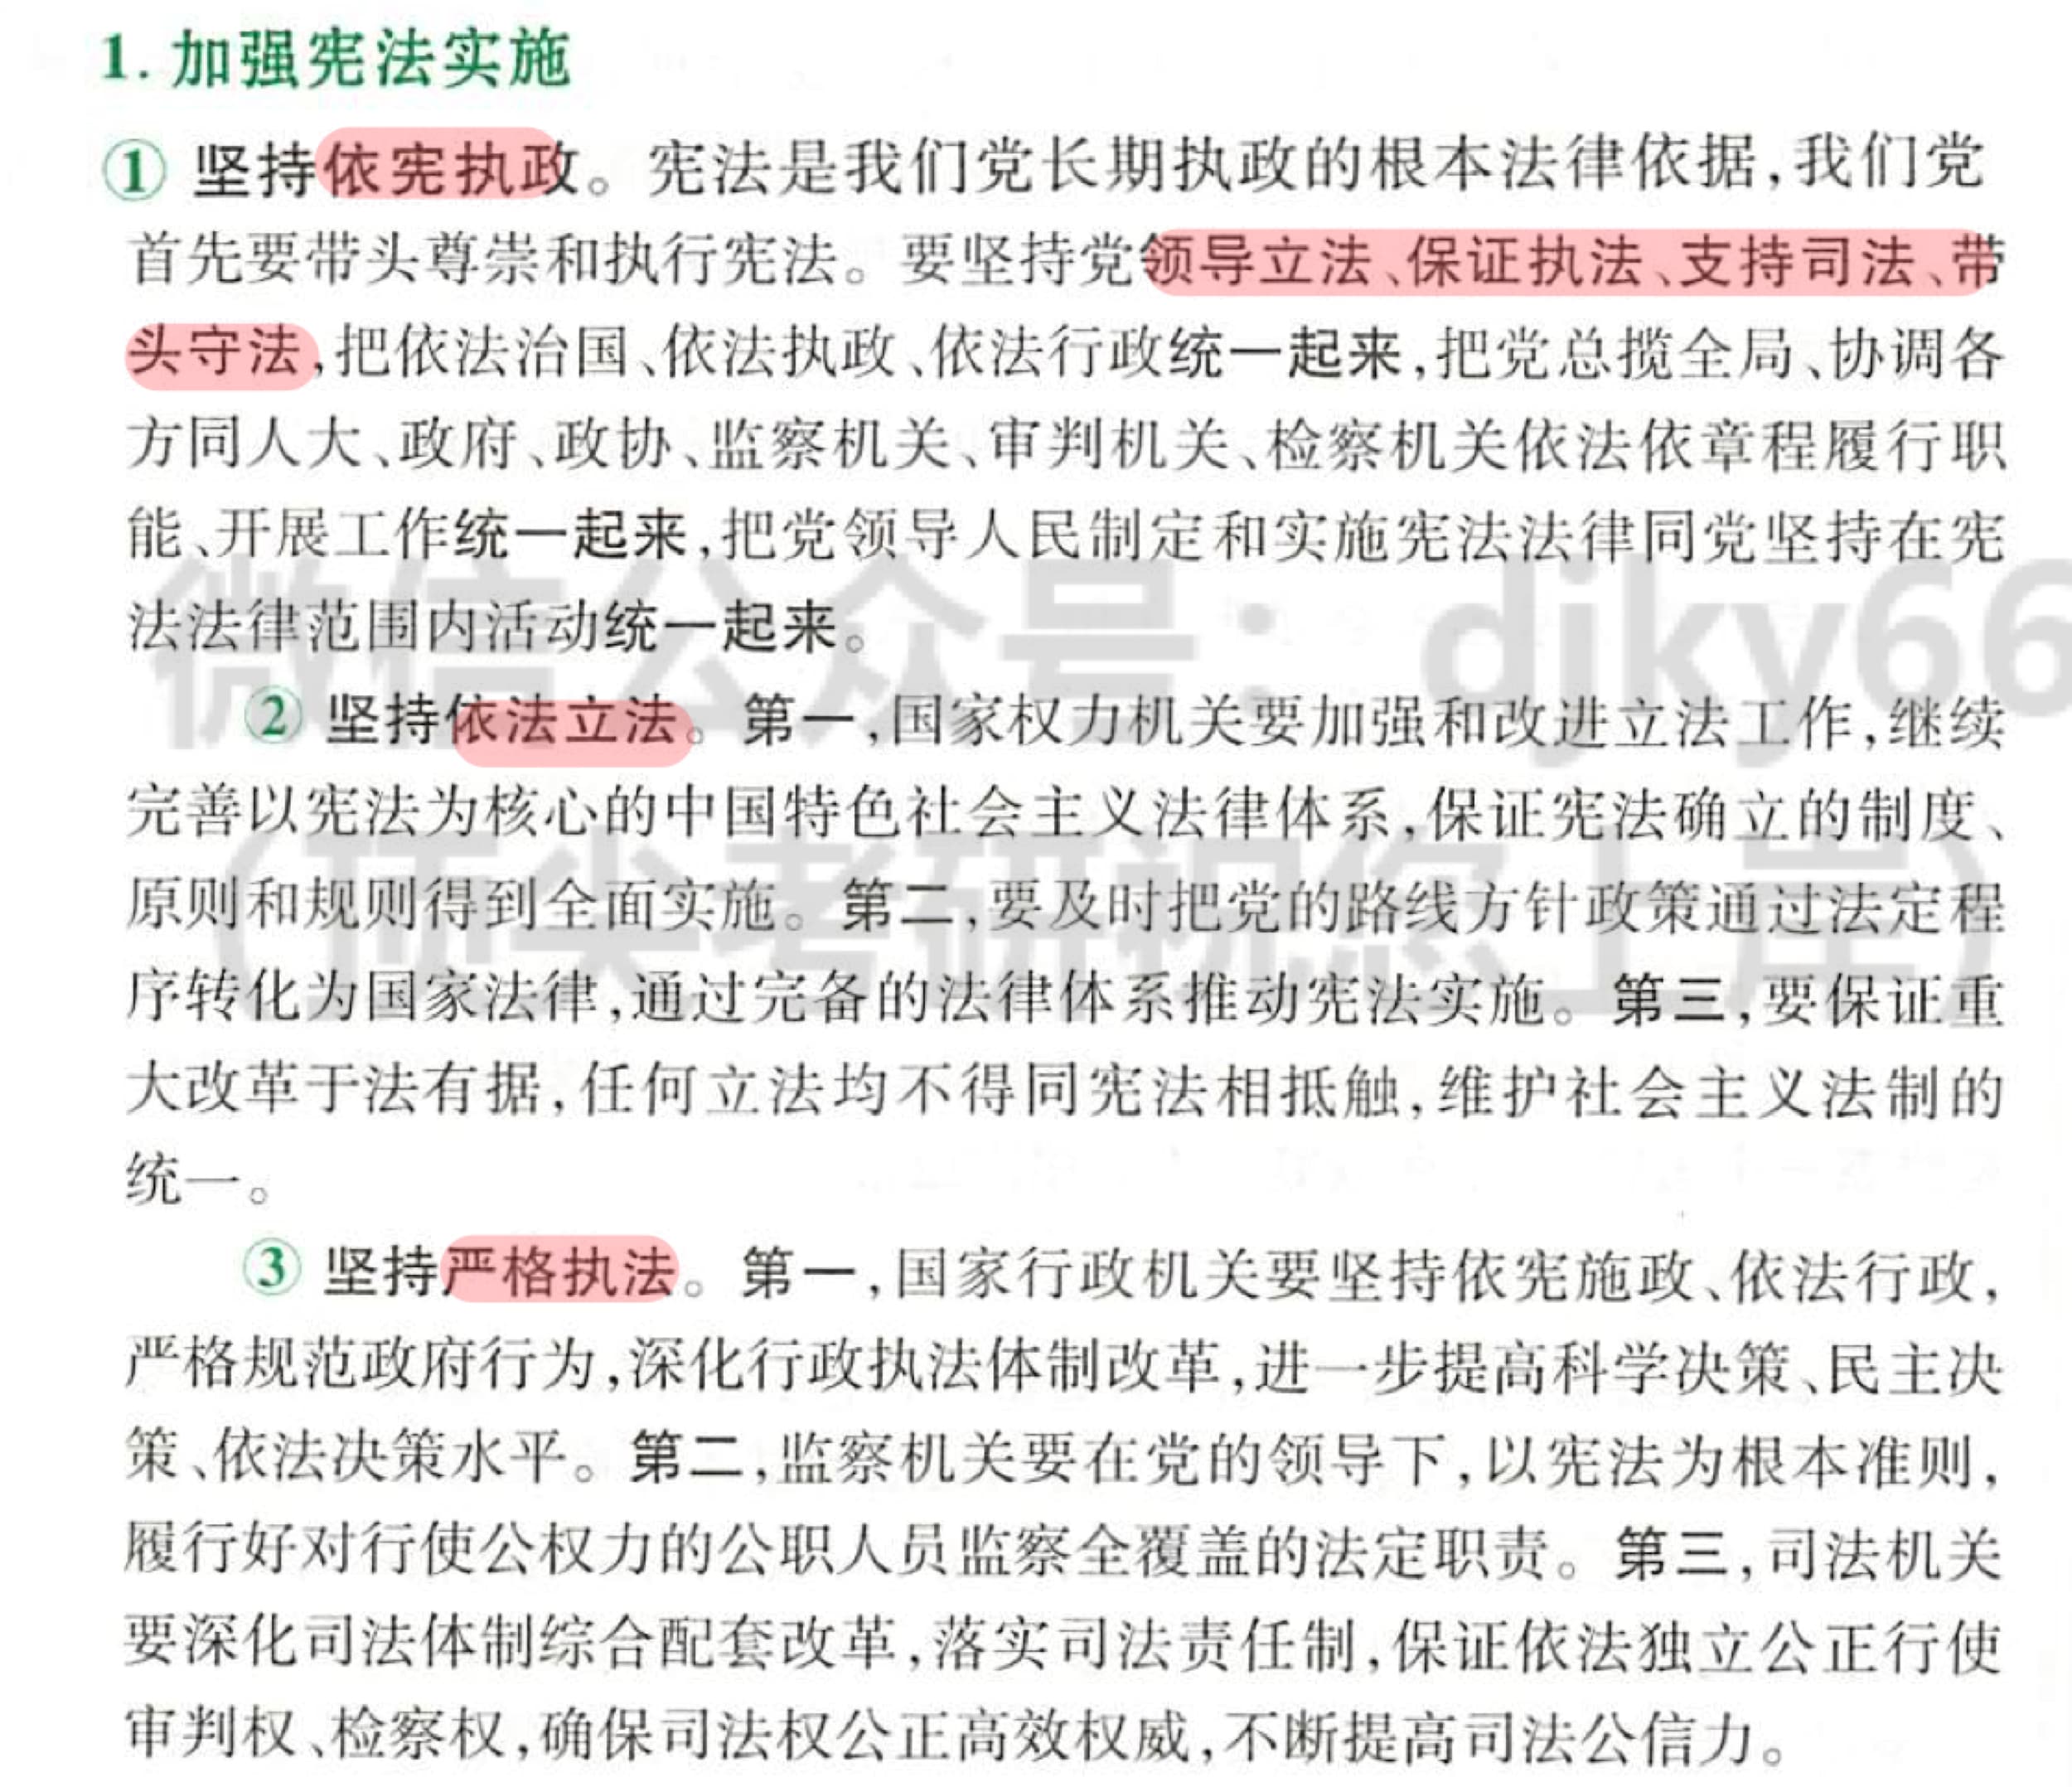 1. 加强宪法实施
① 坚持依宪执政。宪法是我们党长期执政的根本法律依据,我们党
首先要带头尊崇和执行宪法。要坚持党领导立法、保证执法、支持司法、带
头守法,把依法治国、依法执政、依法行政统一起来,把党总揽全局、协调各
方同人大、政府、政协、监察机关、审判机关、检察机关依法依章程履行职
能、开展工作统一起来,把党领导人民制定和实施宪法法律同党坚持在宪
法法律范围内活动统一起来。
微信公众号: djky66
② 坚持依法立法。第一,国家权力机关要加强和改进立法工作,继续
完善以宪法为核心的中国特色社会主义法律体系,保证宪法确立的制度、
原则和规则得到全面实施。第二,要及时把党的路线方针政策通过法定程
(顶尖考研祝您上岸)
序转化为国家法律,通过完备的法律体系推动宪法实施。第三,要保证重
大改革于法有据,任何立法均不得同宪法相抵触,维护社会主义法制的
统一。
③ 坚持严格执法。第一,国家行政机关要坚持依宪施政、依法行政,
严格规范政府行为,深化行政执法体制改革,进一步提高科学决策、民主决
策、依法决策水平。第二,监察机关要在党的领导下,以宪法为根本准则,
履行好对行使公权力的公职人员监察全覆盖的法定职责。第三,司法机关
要深化司法体制综合配套改革,落实司法责任制,保证依法独立公正行使
审判权、检察权,确保司法权公正高效权威,不断提高司法公信力。